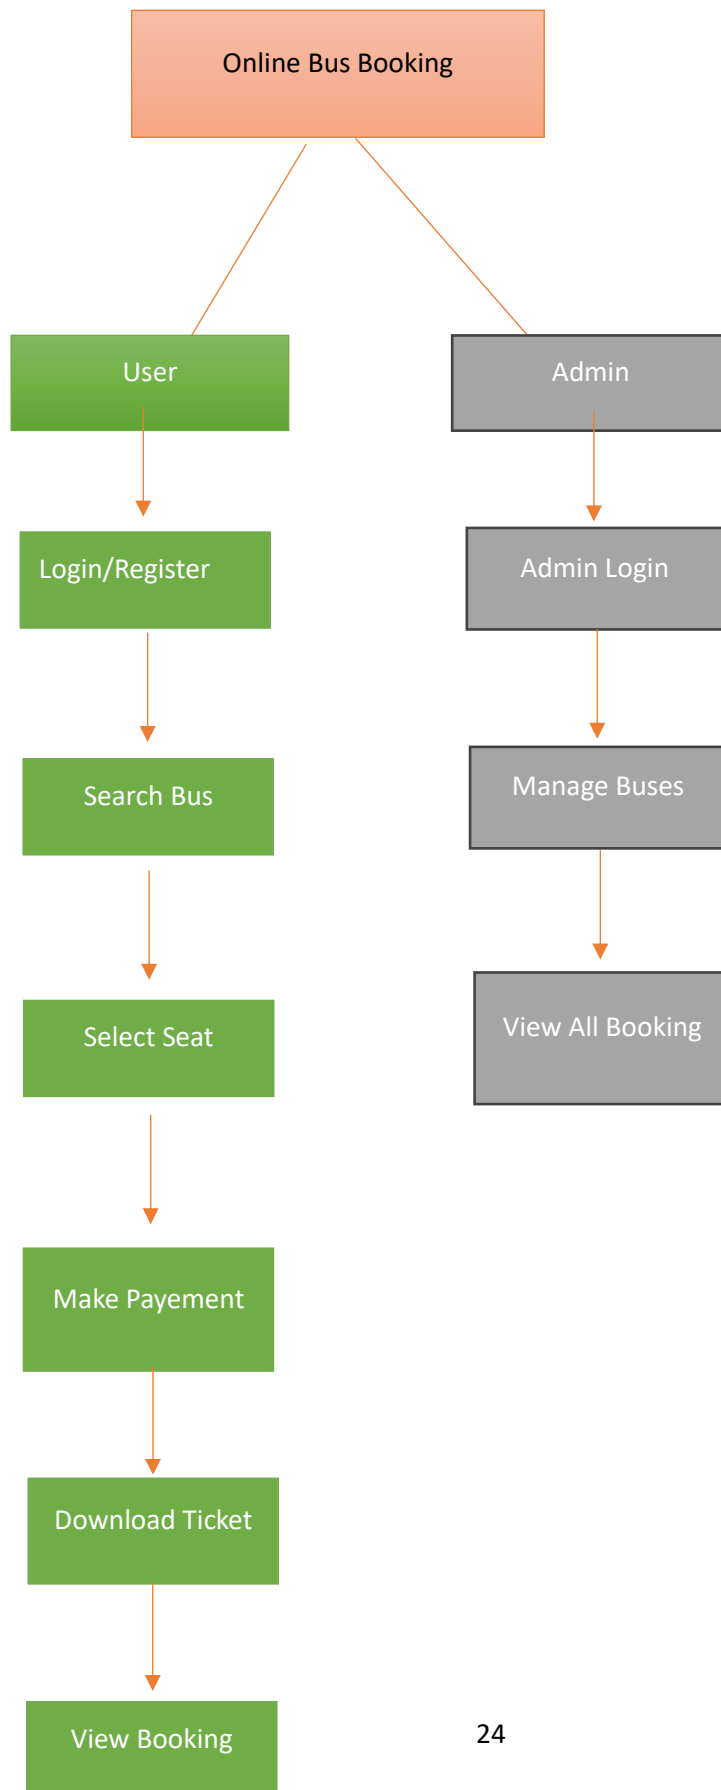 Online Bus Booking
User
Admin
Login/Register
Admin Login
Search Bus
Manage Buses
Select Seat
View All Booking
Make Payement
Download Ticket
View Booking
24